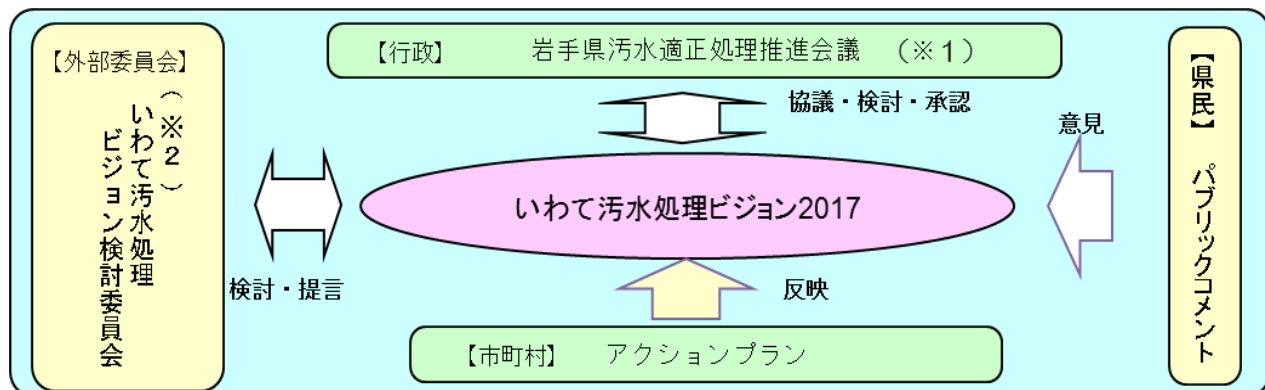 【外部委員会】
いわて汚水処理
ビジョン検討委員会
(※2)
【行政】 岩手県汚水適正処理推進会議 (※1)
協議・検討・承認
【県民】 パブリックコメント
意見
いわて汚水処理ビジョン2017
検討・提言
反映
【市町村】 アクションプラン